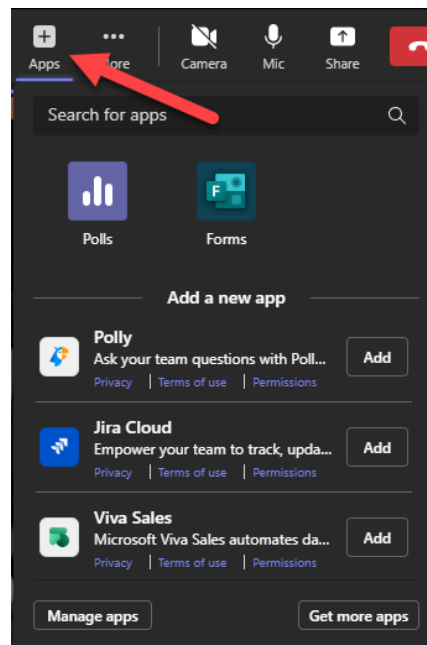 Apps More Camera Mic Share
Search for apps
F
Polls Forms
Add a new app
Polly
Ask your team questions with Poll... Add
Privacy | Terms of use | Permissions
Jira Cloud
Empower your team to track, upda... Add
Privacy | Terms of use | Permissions
Viva Sales
Microsoft Viva Sales automates da... Add
Privacy | Terms of use | Permissions
Manage apps Get more apps